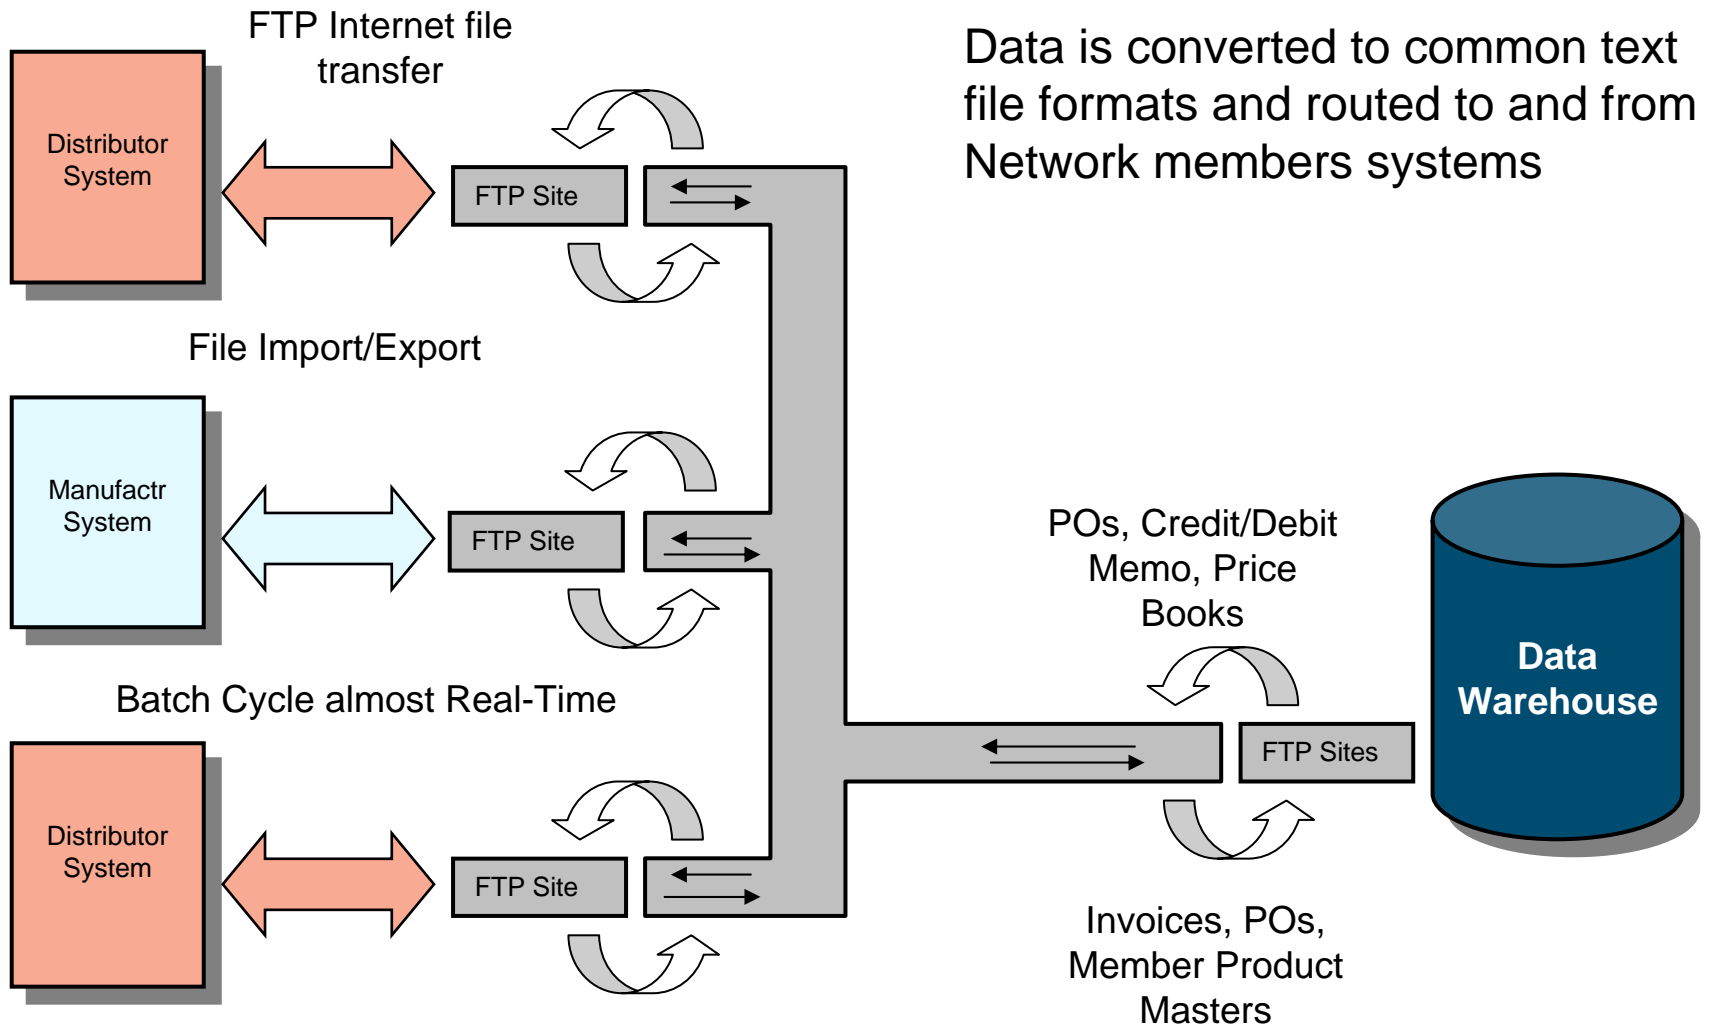 FTP Internet file
transfer
Data is converted to common text
file formats and routed to and from
Network members systems
Distributor
System
FTP Site
File Import/Export
Manufactr
System
FTP Site
POs, Credit/Debit
Memo, Price
Books
Data
Warehouse
Batch Cycle almost Real-Time
FTP Sites
Distributor
System
FTP Site
Invoices, POs,
Member Product
Masters